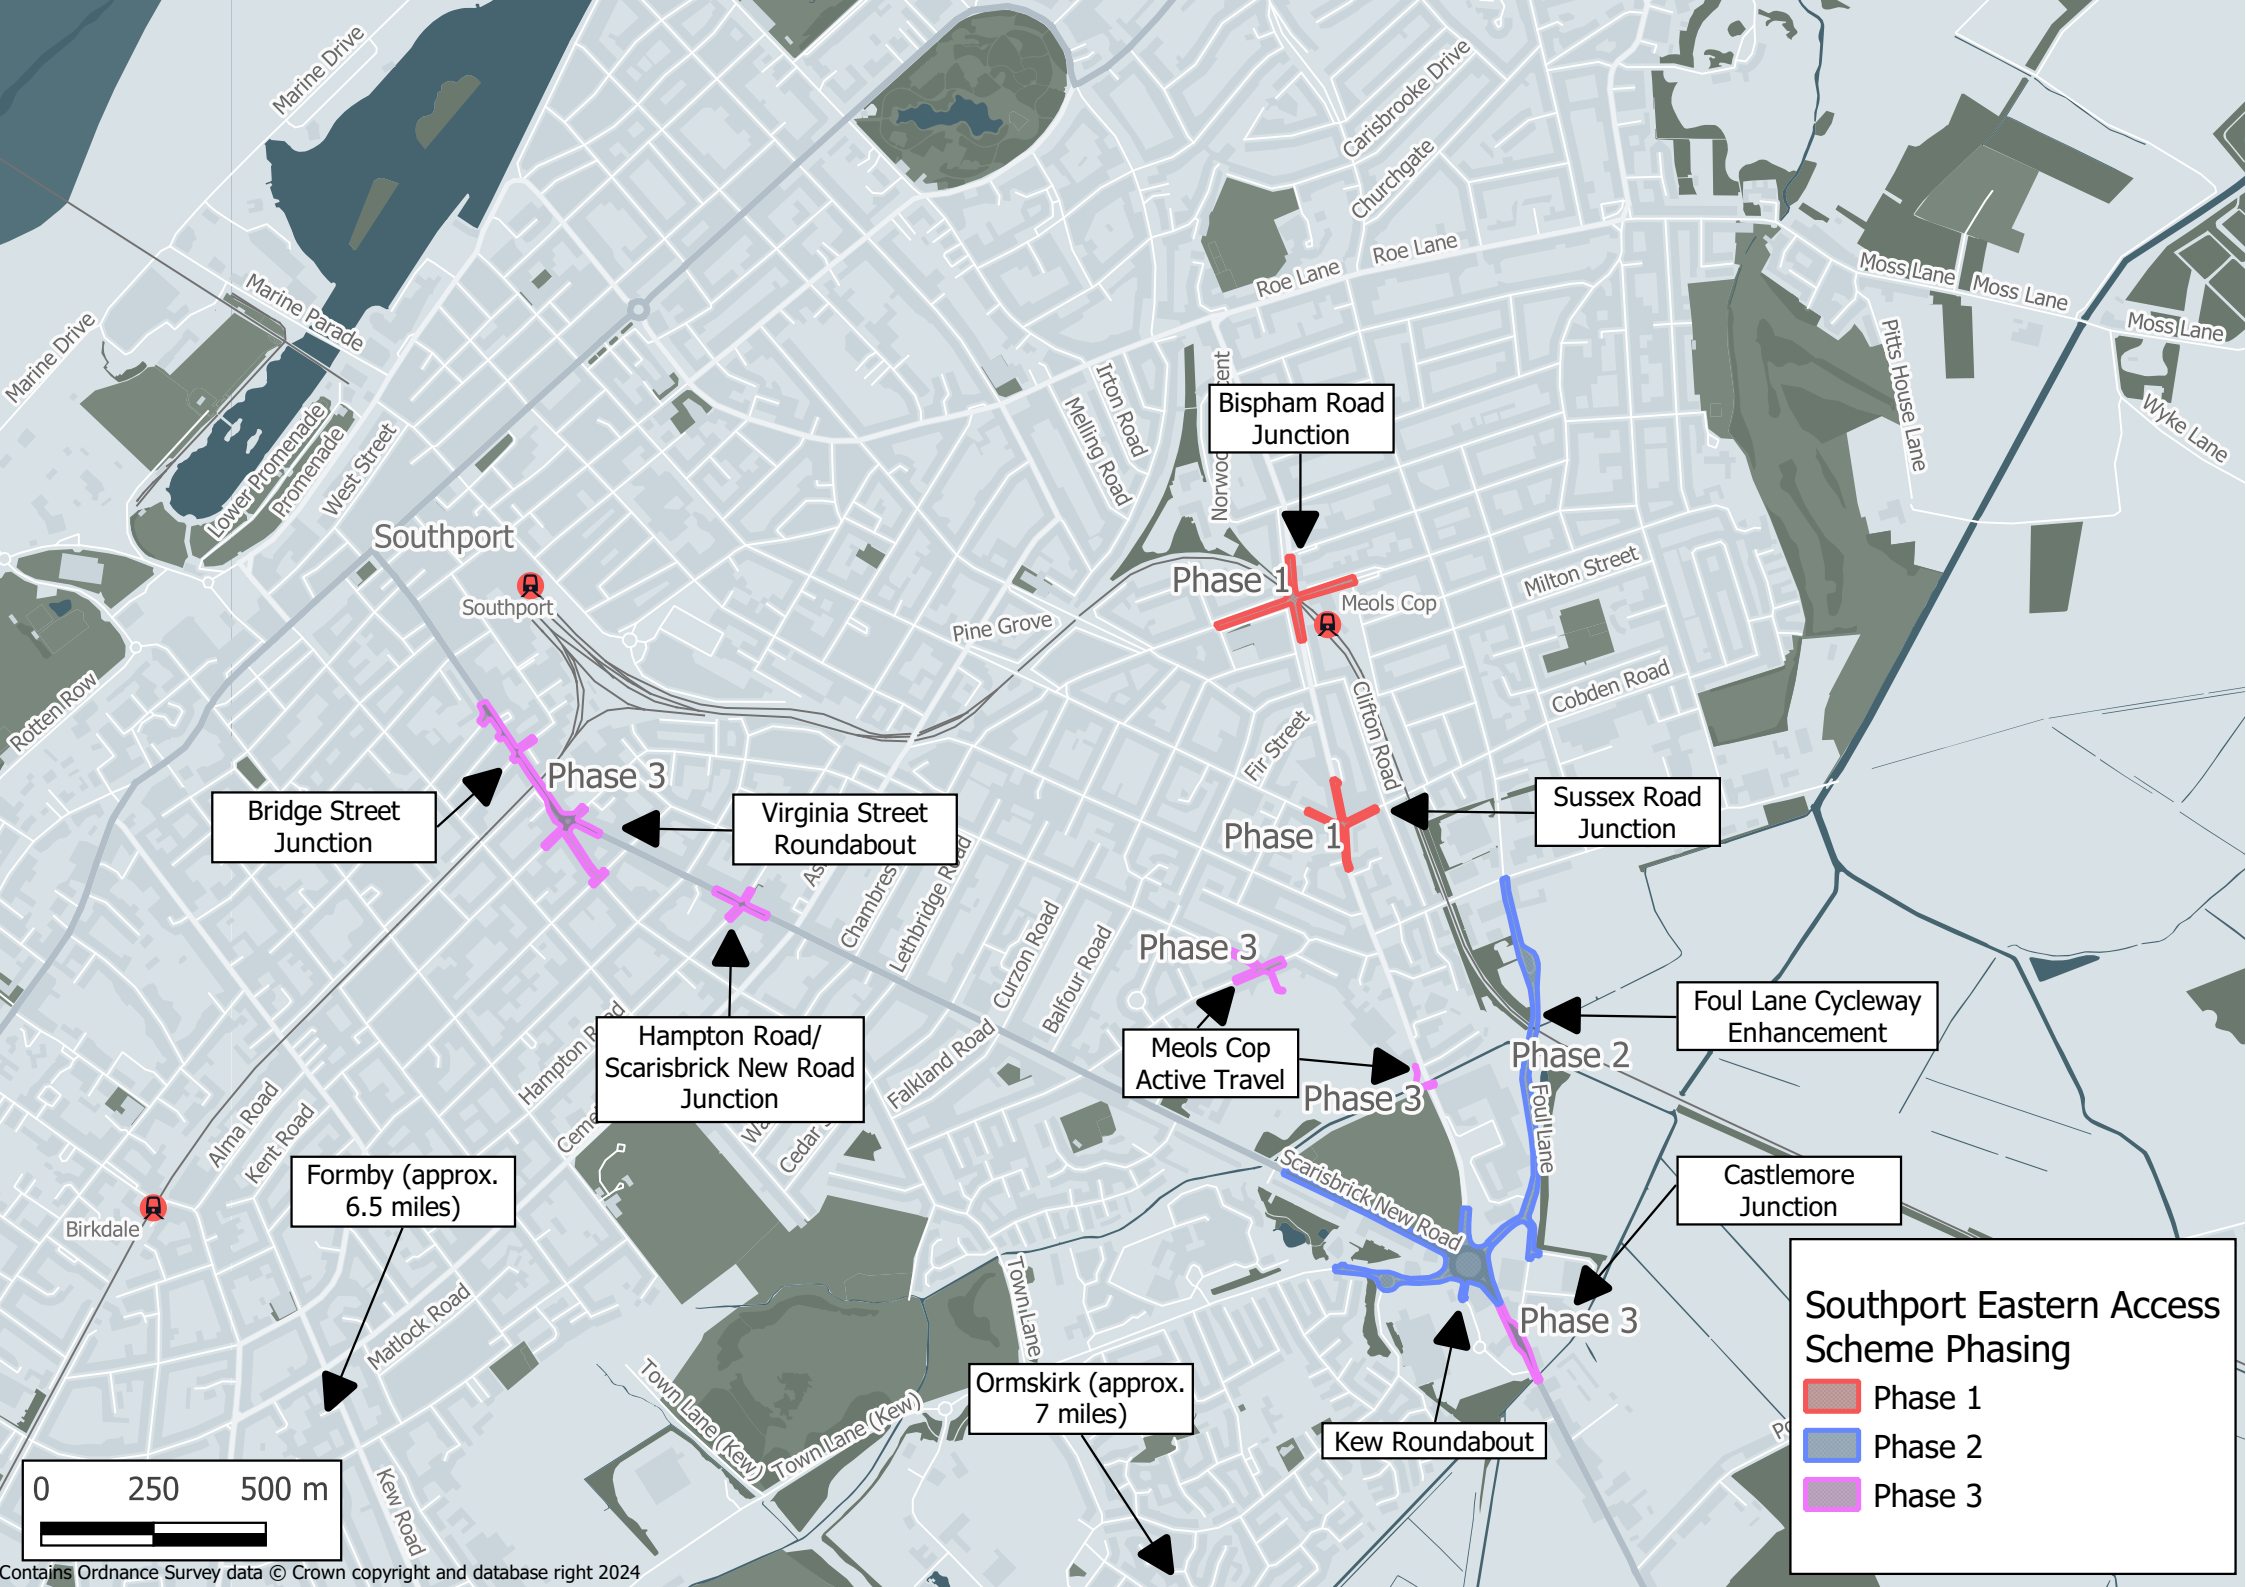 Marine Drive
Carisbrooke Drive
Churchgate
Roe Lane
Roe Lane
Moss Lane
Moss Lane
Moss Lane
Marine Parade
Marine Drive
Pitts House Lane
Wyke Lane
Irton Road
Melling Road
Bispham Road
Junction
Lower Promenade
Promenade
West Street
Southport
Southport
Phase 1
Meols Cop
Milton Street
Pine Grove
Cobden Road
Rotten Row
Clifton Road
Fir Street
Phase 3
Bridge Street
Junction
Virginia Street
Roundabout
Sussex Road
Junction
Phase 1
Lethbridge Road
Curzon Road
Balfour Road
Phase 3
Foul Lane Cycleway
Enhancement
Hampton Road
Hampton Road/
Scarisbrick New Road
Junction
Falkland Road
Meols Cop
Active Travel
Phase 3
Phase 2
Foul Lane
Alma Road
Kent Road
Formby (approx.
6.5 miles)
Birkdale
Scarisbrick New Road
Castlemore
Junction
Town Lane
Matlock Road
Phase 3
Town Lane (Kew)
Town Lane (Kew)
Ormskirk (approx.
7 miles)
Kew Roundabout
Kew Road
Southport Eastern Access
Scheme Phasing
Phase 1
Phase 2
Phase 3
0 250 500 m
Contains Ordnance Survey data © Crown copyright and database right 2024